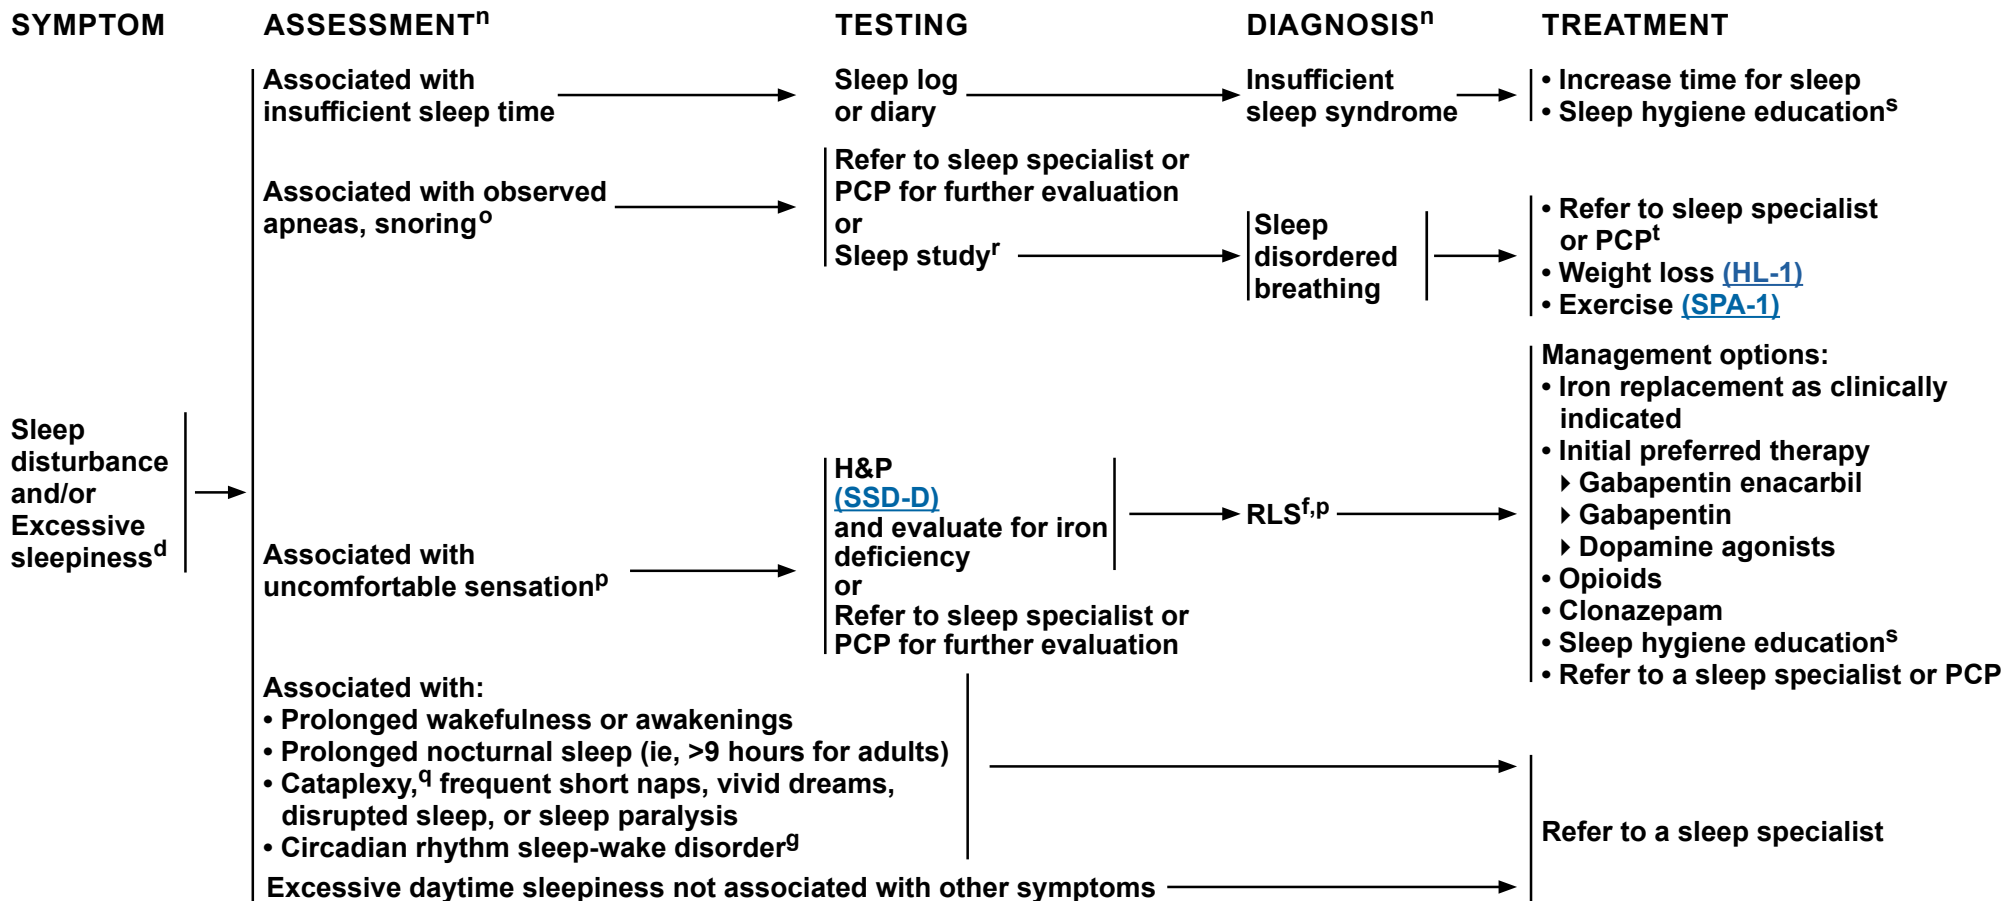 SYMPTOM ASSESSMENTⁿ TESTING DIAGNOSISⁿ TREATMENT
Sleep
disturbance
and/or
Excessive
sleepinessᵈ
Associated with
insufficient sleep time
Sleep log
or diary
Insufficient
sleep syndrome
• Increase time for sleep
• Sleep hygiene educationˢ
Associated with observed
apneas, snoringᵒ
Refer to sleep specialist or
PCP for further evaluation
or
Sleep studyʳ
Sleep
disordered
breathing
• Refer to sleep specialist
or PCPᵗ
• Weight loss (HL-1)
• Exercise (SPA-1)
Associated with
uncomfortable sensationᵖ
H&P
(SSD-D)
and evaluate for iron
deficiency
or
Refer to sleep specialist or
PCP for further evaluation
RLSᶠ,ᵖ
Management options:
• Iron replacement as clinically
indicated
• Initial preferred therapy
▸ Gabapentin enacarbil
▸ Gabapentin
▸ Dopamine agonists
• Opioids
• Clonazepam
• Sleep hygiene educationˢ
• Refer to a sleep specialist or PCP
Associated with:
• Prolonged wakefulness or awakenings
• Prolonged nocturnal sleep (ie, >9 hours for adults)
• Cataplexy,ᑫ frequent short naps, vivid dreams,
disrupted sleep, or sleep paralysis
• Circadian rhythm sleep-wake disorderᵍ
Excessive daytime sleepiness not associated with other symptoms
Refer to a sleep specialist